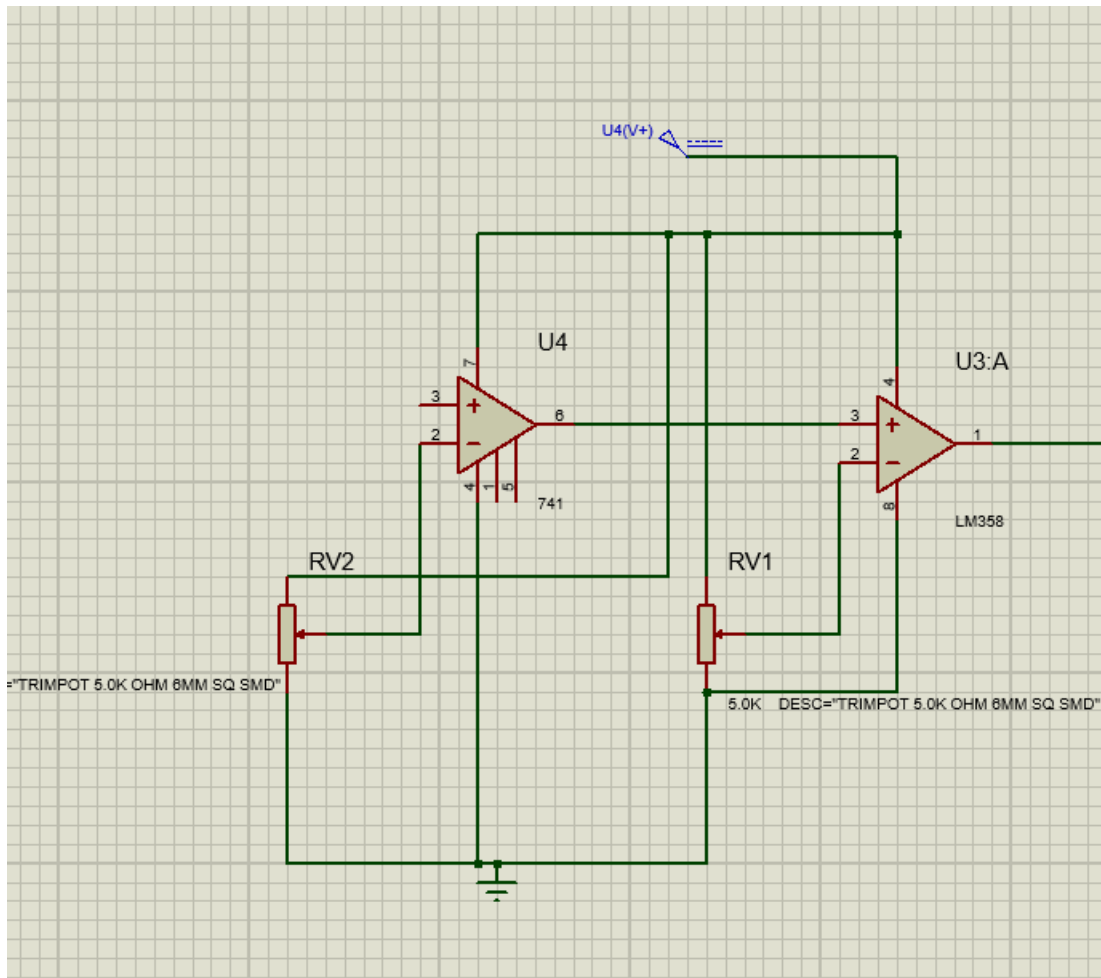 U4(V+)
U4
7
3
+
2
−
6
4
1
5
741
U3:A
4
3
+
2
−
1
8
LM358
RV2
="TRIMPOT 5.0K OHM 6MM SQ SMD"
RV1
5.0K DESC="TRIMPOT 5.0K OHM 6MM SQ SMD"